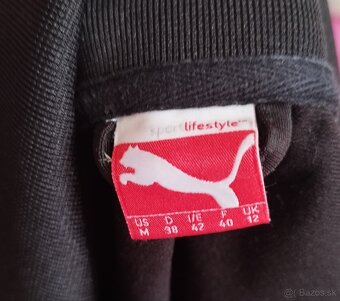 sportlifestyle
US D I/E F UK
M 38 42 40 12
© Bazos.sk